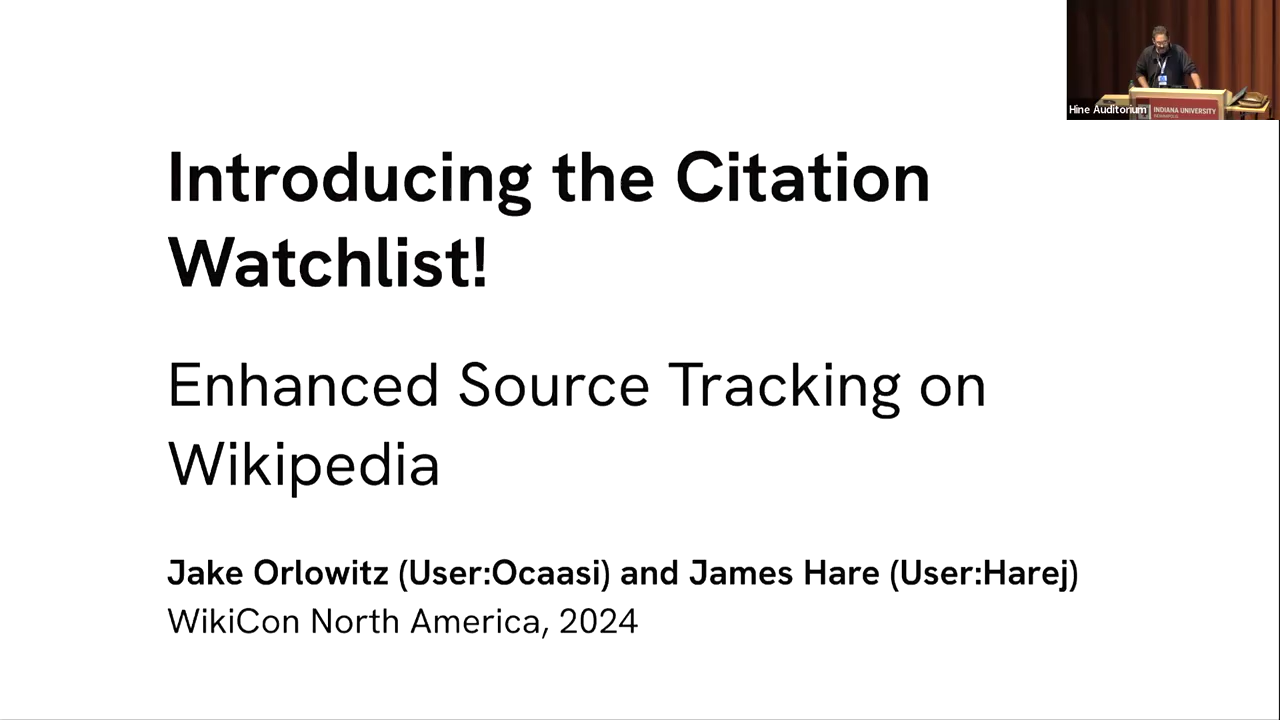 Introducing the Citation
Watchlist!
Enhanced Source Tracking on
Wikipedia
Jake Orlowitz (User:Ocaasi) and James Hare (User:Harej)
WikiCon North America, 2024
Hine Auditorium
INDIANA UNIVERSITY